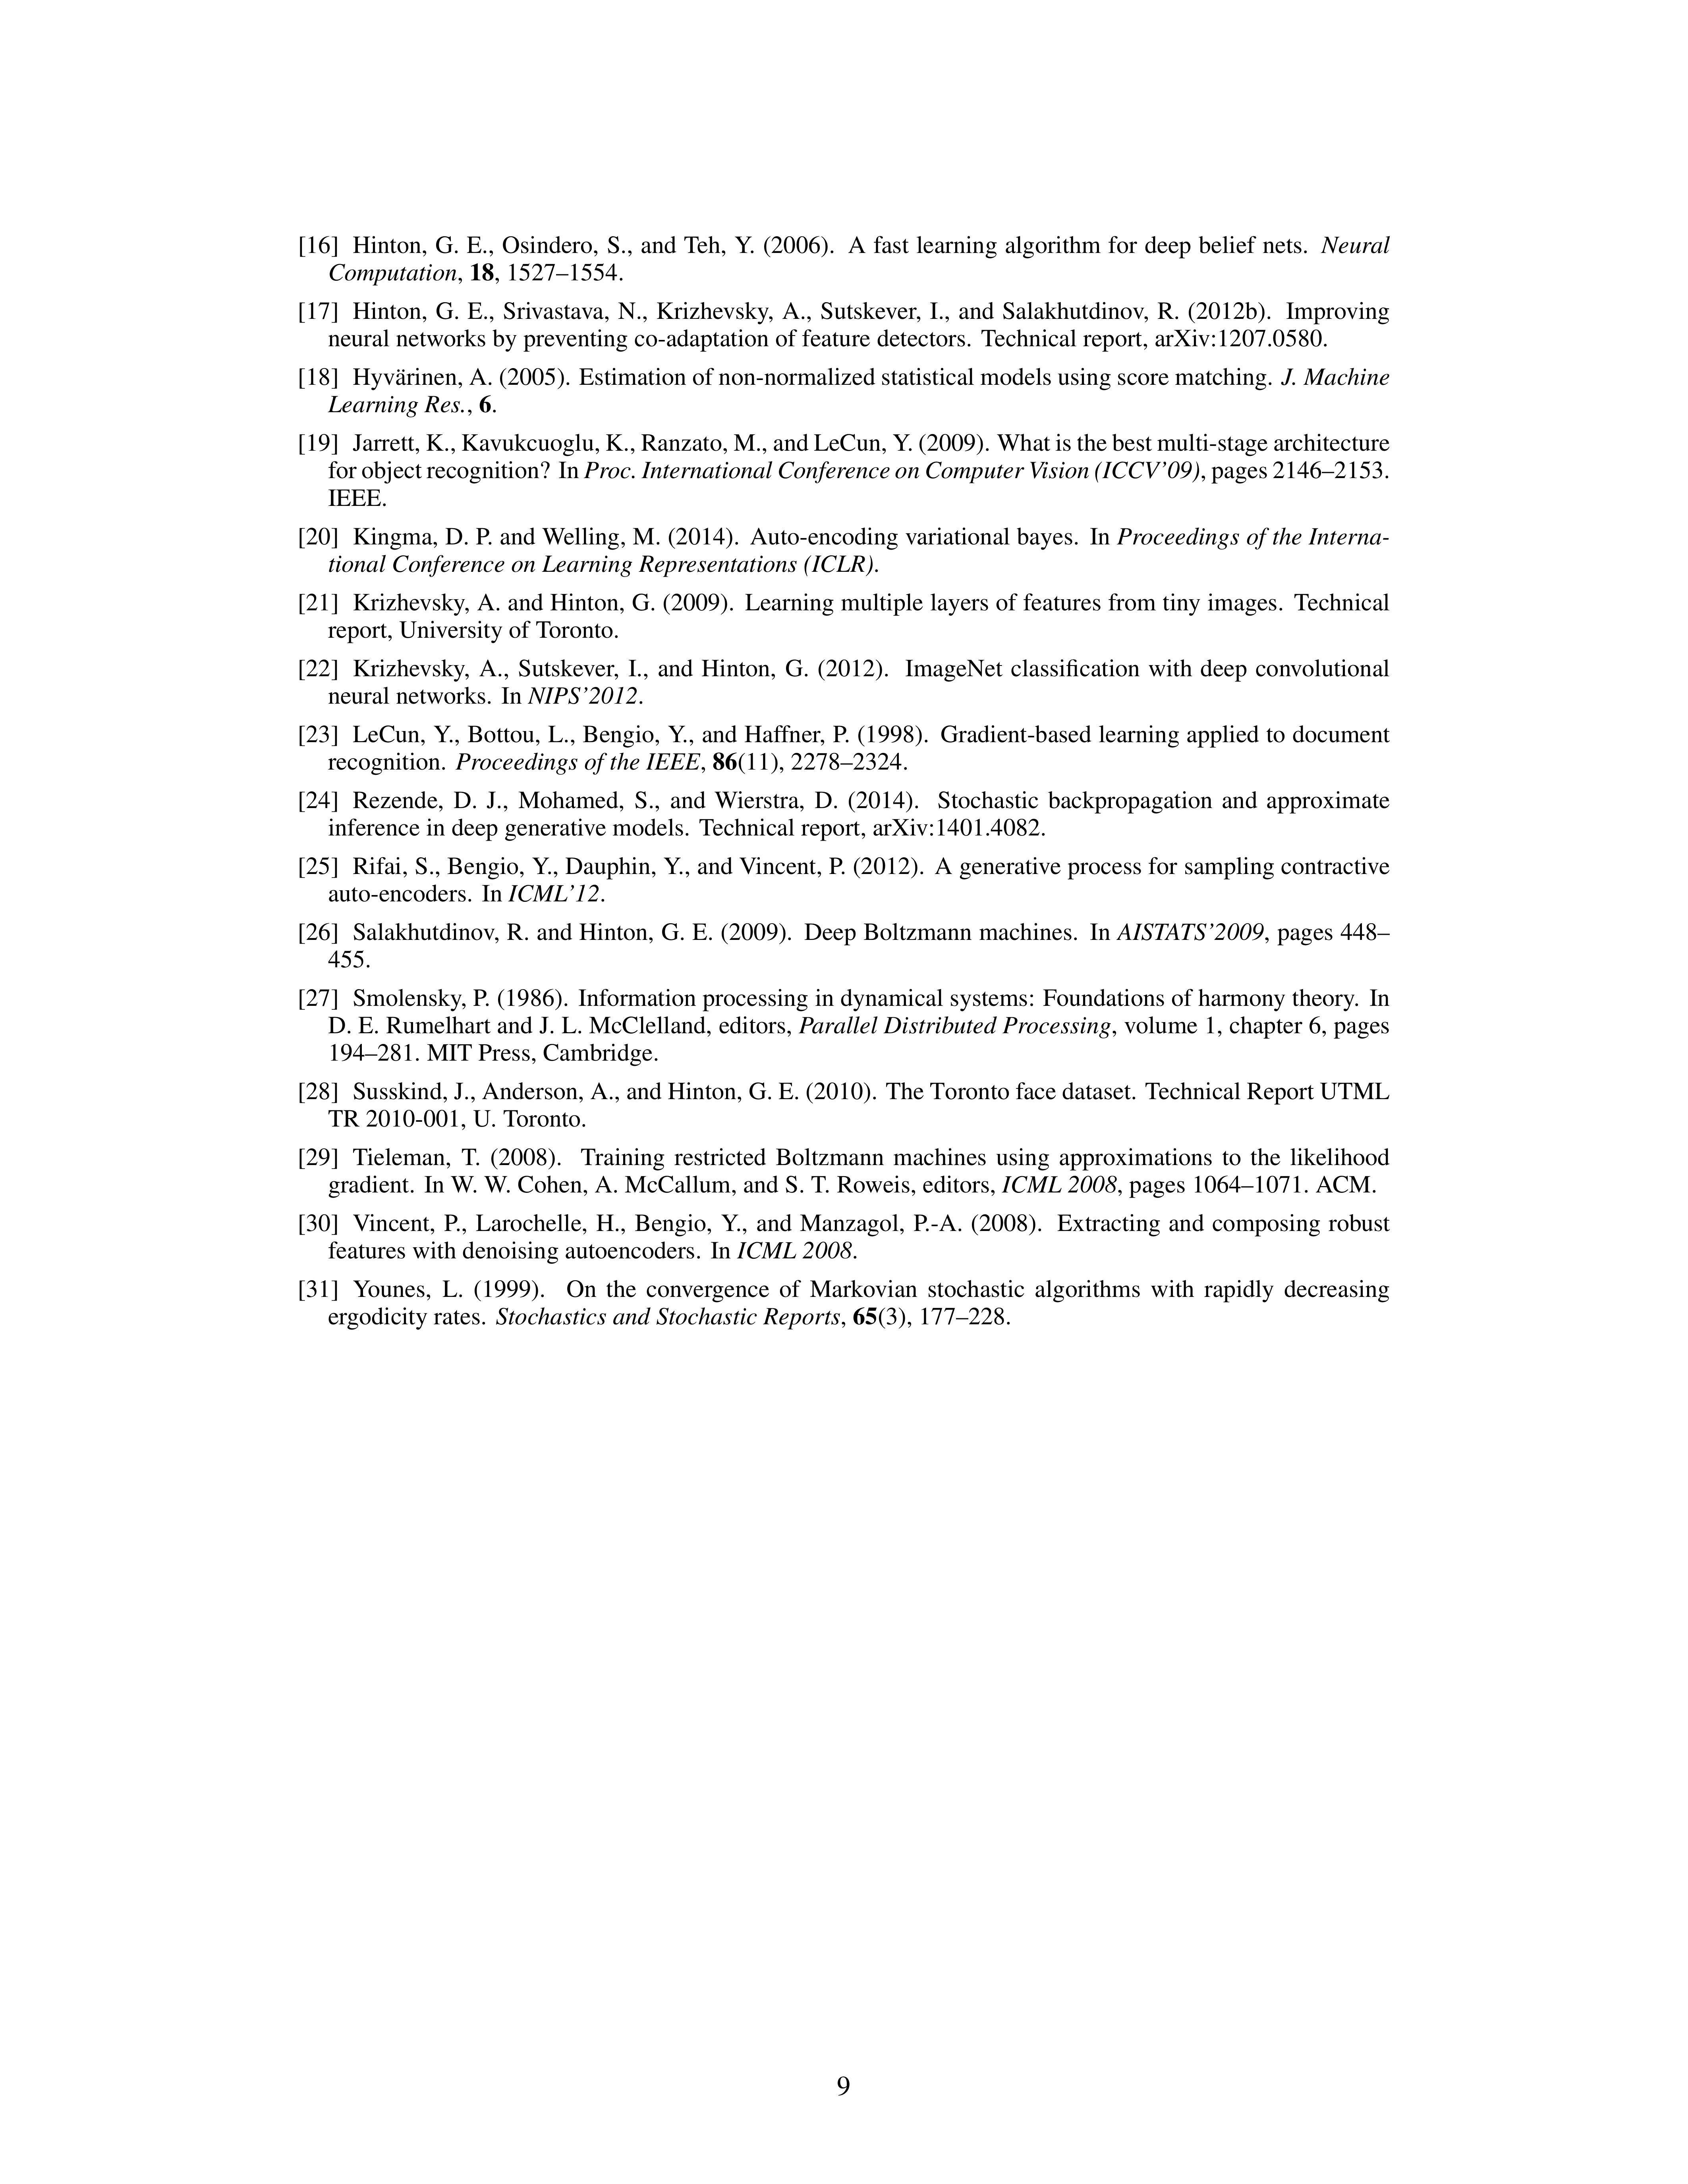 [16] Hinton, G. E., Osindero, S., and Teh, Y. (2006). A fast learning algorithm for deep belief nets. Neural
Computation, 18, 1527–1554.
[17] Hinton, G. E., Srivastava, N., Krizhevsky, A., Sutskever, I., and Salakhutdinov, R. (2012b). Improving
neural networks by preventing co-adaptation of feature detectors. Technical report, arXiv:1207.0580.
[18] Hyvärinen, A. (2005). Estimation of non-normalized statistical models using score matching. J. Machine
Learning Res., 6.
[19] Jarrett, K., Kavukcuoglu, K., Ranzato, M., and LeCun, Y. (2009). What is the best multi-stage architecture
for object recognition? In Proc. International Conference on Computer Vision (ICCV'09), pages 2146–2153.
IEEE.
[20] Kingma, D. P. and Welling, M. (2014). Auto-encoding variational bayes. In Proceedings of the Interna-
tional Conference on Learning Representations (ICLR).
[21] Krizhevsky, A. and Hinton, G. (2009). Learning multiple layers of features from tiny images. Technical
report, University of Toronto.
[22] Krizhevsky, A., Sutskever, I., and Hinton, G. (2012). ImageNet classification with deep convolutional
neural networks. In NIPS'2012.
[23] LeCun, Y., Bottou, L., Bengio, Y., and Haffner, P. (1998). Gradient-based learning applied to document
recognition. Proceedings of the IEEE, 86(11), 2278–2324.
[24] Rezende, D. J., Mohamed, S., and Wierstra, D. (2014). Stochastic backpropagation and approximate
inference in deep generative models. Technical report, arXiv:1401.4082.
[25] Rifai, S., Bengio, Y., Dauphin, Y., and Vincent, P. (2012). A generative process for sampling contractive
auto-encoders. In ICML'12.
[26] Salakhutdinov, R. and Hinton, G. E. (2009). Deep Boltzmann machines. In AISTATS'2009, pages 448–
455.
[27] Smolensky, P. (1986). Information processing in dynamical systems: Foundations of harmony theory. In
D. E. Rumelhart and J. L. McClelland, editors, Parallel Distributed Processing, volume 1, chapter 6, pages
194–281. MIT Press, Cambridge.
[28] Susskind, J., Anderson, A., and Hinton, G. E. (2010). The Toronto face dataset. Technical Report UTML
TR 2010-001, U. Toronto.
[29] Tieleman, T. (2008). Training restricted Boltzmann machines using approximations to the likelihood
gradient. In W. W. Cohen, A. McCallum, and S. T. Roweis, editors, ICML 2008, pages 1064–1071. ACM.
[30] Vincent, P., Larochelle, H., Bengio, Y., and Manzagol, P.-A. (2008). Extracting and composing robust
features with denoising autoencoders. In ICML 2008.
[31] Younes, L. (1999). On the convergence of Markovian stochastic algorithms with rapidly decreasing
ergodicity rates. Stochastics and Stochastic Reports, 65(3), 177–228.
9